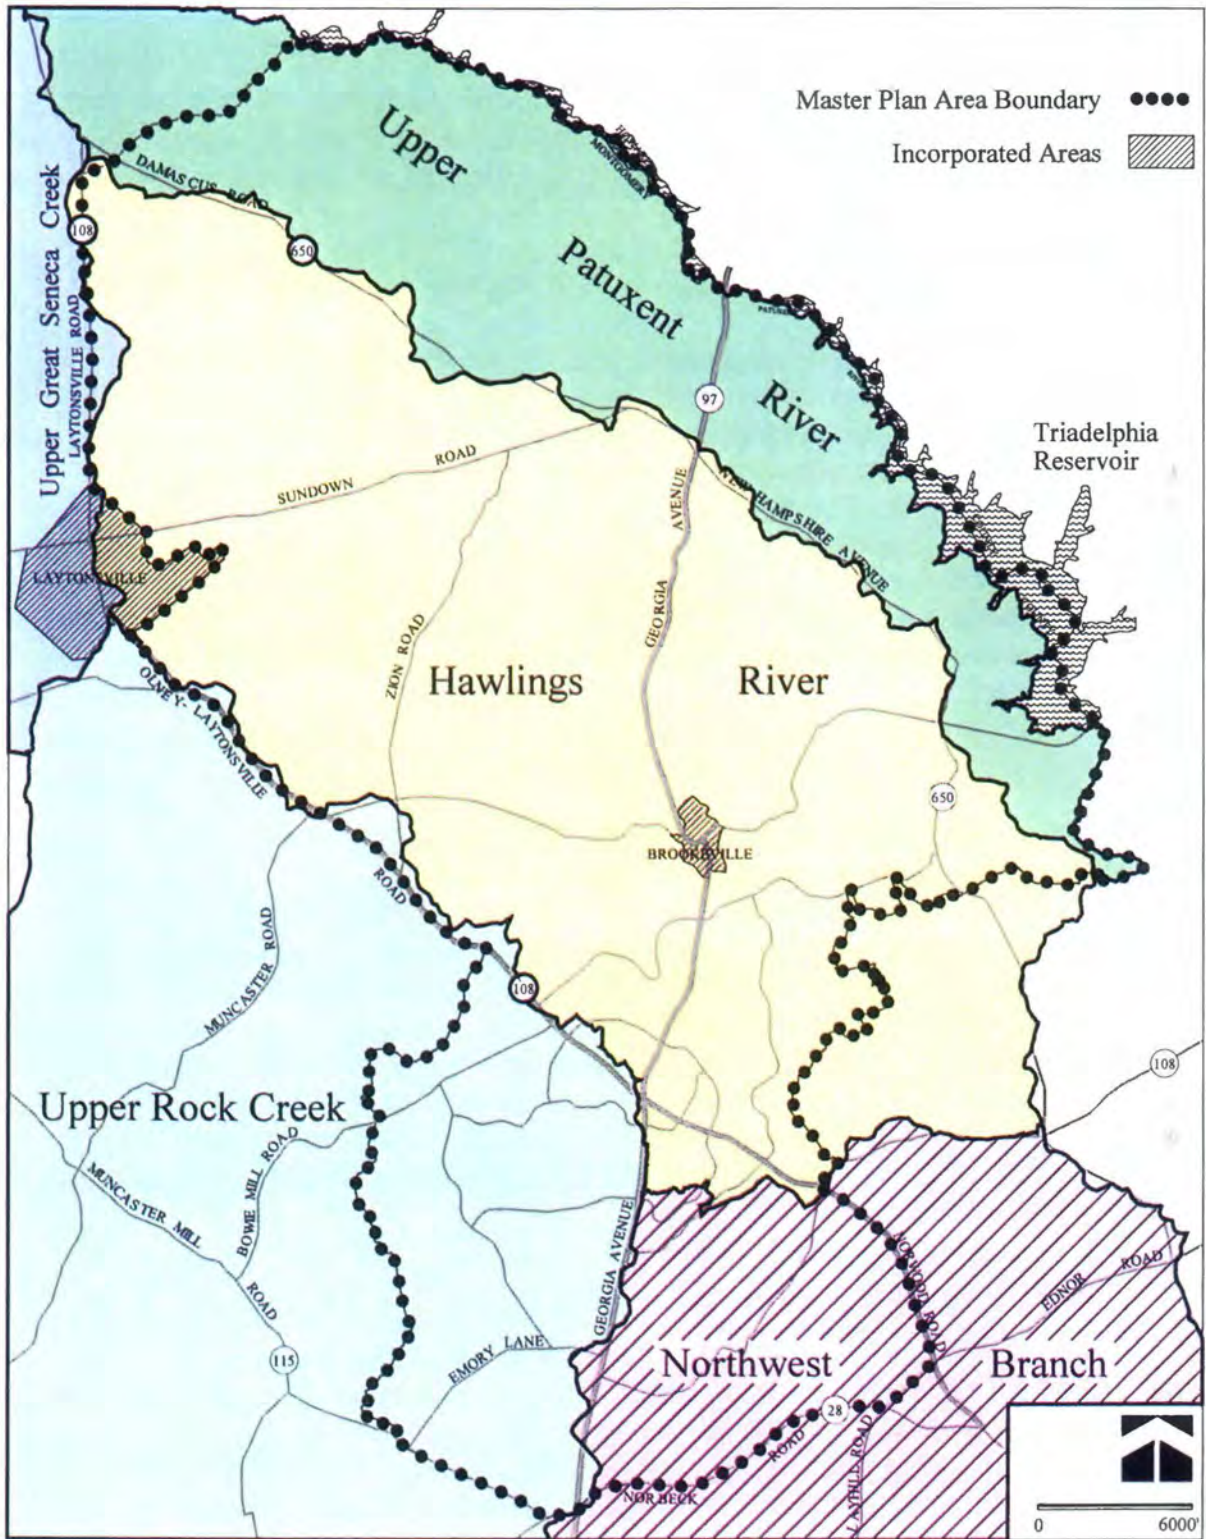 Master Plan Area Boundary
Incorporated Areas
Upper
Patuxent
River
MONTGOMERY
DAMASCUS ROAD
650
108
Upper Great Seneca Creek
LAYTONSVILLE ROAD
97
Triadelphia
Reservoir
SUNDOWN ROAD
GEORGIA AVENUE
NEW HAMPSHIRE AVENUE
LAYTONSVILLE
ZION ROAD
Hawlings River
OLNEY-LAYTONSVILLE ROAD
650
BROOKEVILLE
MUNCASTER ROAD
108
108
Upper Rock Creek
BOWIE MILL ROAD
MUNCASTER MILL ROAD
GEORGIA AVENUE
NORWOOD ROAD
EDNOR ROAD
EMORY LANE
115
Northwest Branch
28
NORBECK ROAD
LAYHILL ROAD
0 6000'